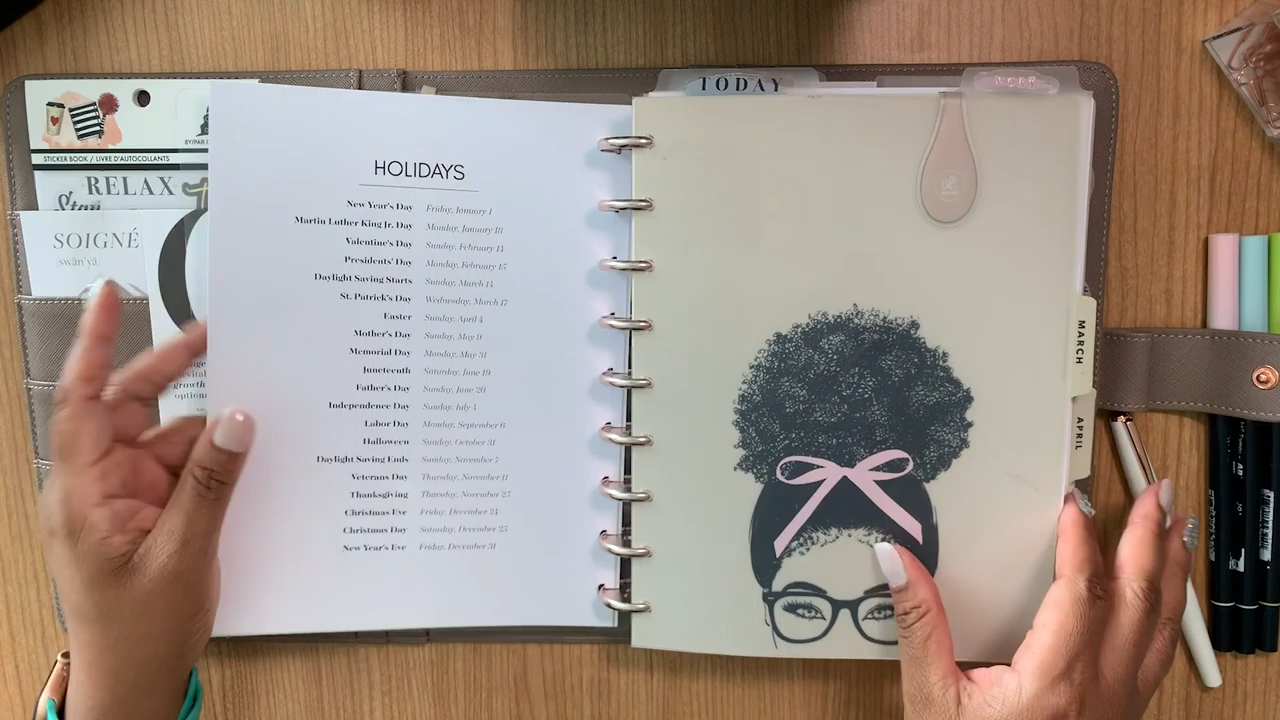 STICKER BOOK / LIVRE D'AUTOCOLLANTS
RELAX
Stay
SOIGNÉ
swän'yā
growth
optiona
HOLIDAYS
New Year's Day Friday, January 1
Martin Luther King Jr. Day Monday, January 18
Valentine's Day Sunday, February 14
Presidents' Day Monday, February 15
Daylight Saving Starts Sunday, March 14
St. Patrick's Day Wednesday, March 17
Easter Sunday, April 4
Mother's Day Sunday, May 9
Memorial Day Monday, May 31
Juneteenth Saturday, June 19
Father's Day Sunday, June 20
Independence Day Sunday, July 4
Labor Day Monday, September 6
Halloween Sunday, October 31
Daylight Saving Ends Sunday, November 7
Veterans Day Thursday, November 11
Thanksgiving Thursday, November 25
Christmas Eve Friday, December 24
Christmas Day Saturday, December 25
New Year's Eve Friday, December 31
TODAY
MARCH
APRIL